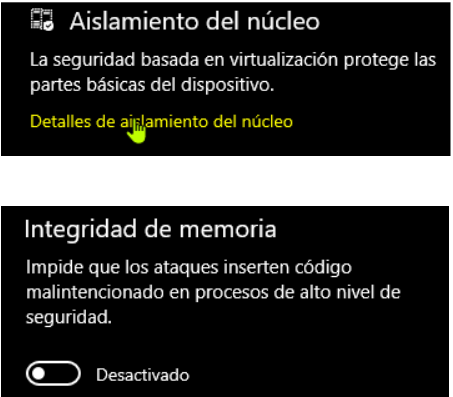 Aislamiento del núcleo
La seguridad basada en virtualización protege las
partes básicas del dispositivo.
Detalles de aislamiento del núcleo
Integridad de memoria
Impide que los ataques inserten código
malintencionado en procesos de alto nivel de
seguridad.
Desactivado